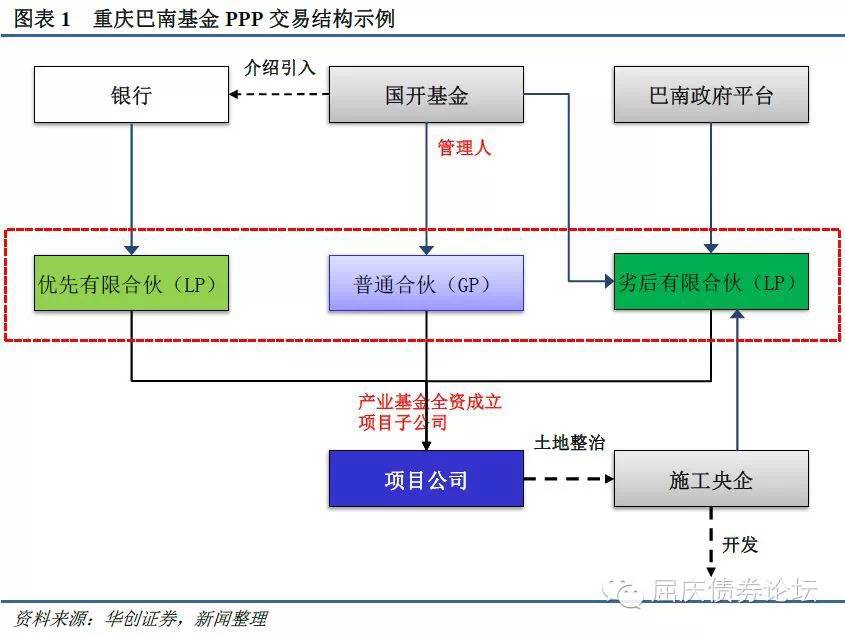 图表 1 重庆巴南基金 PPP 交易结构示例
银行
介绍引入
国开基金
巴南政府平台
管理人
优先有限合伙（LP）
普通合伙（GP）
劣后有限合伙（LP）
产业基金全资成立
项目子公司
土地整治
项目公司
施工央企
开发
屈庆债券论坛
资料来源：华创证券，新闻整理